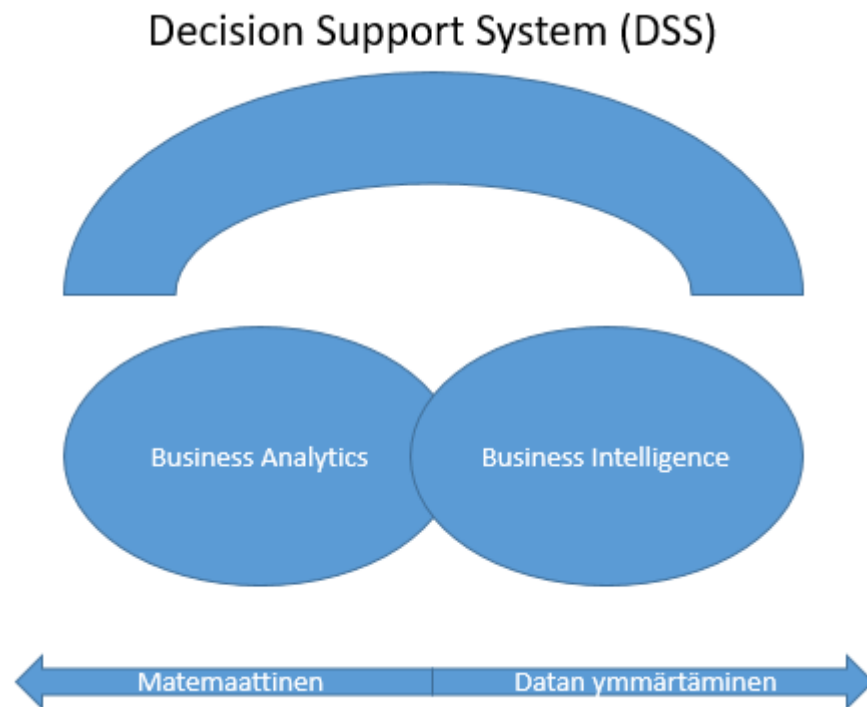 Decision Support System (DSS)
Business Analytics
Business Intelligence
Matemaattinen
Datan ymmärtäminen